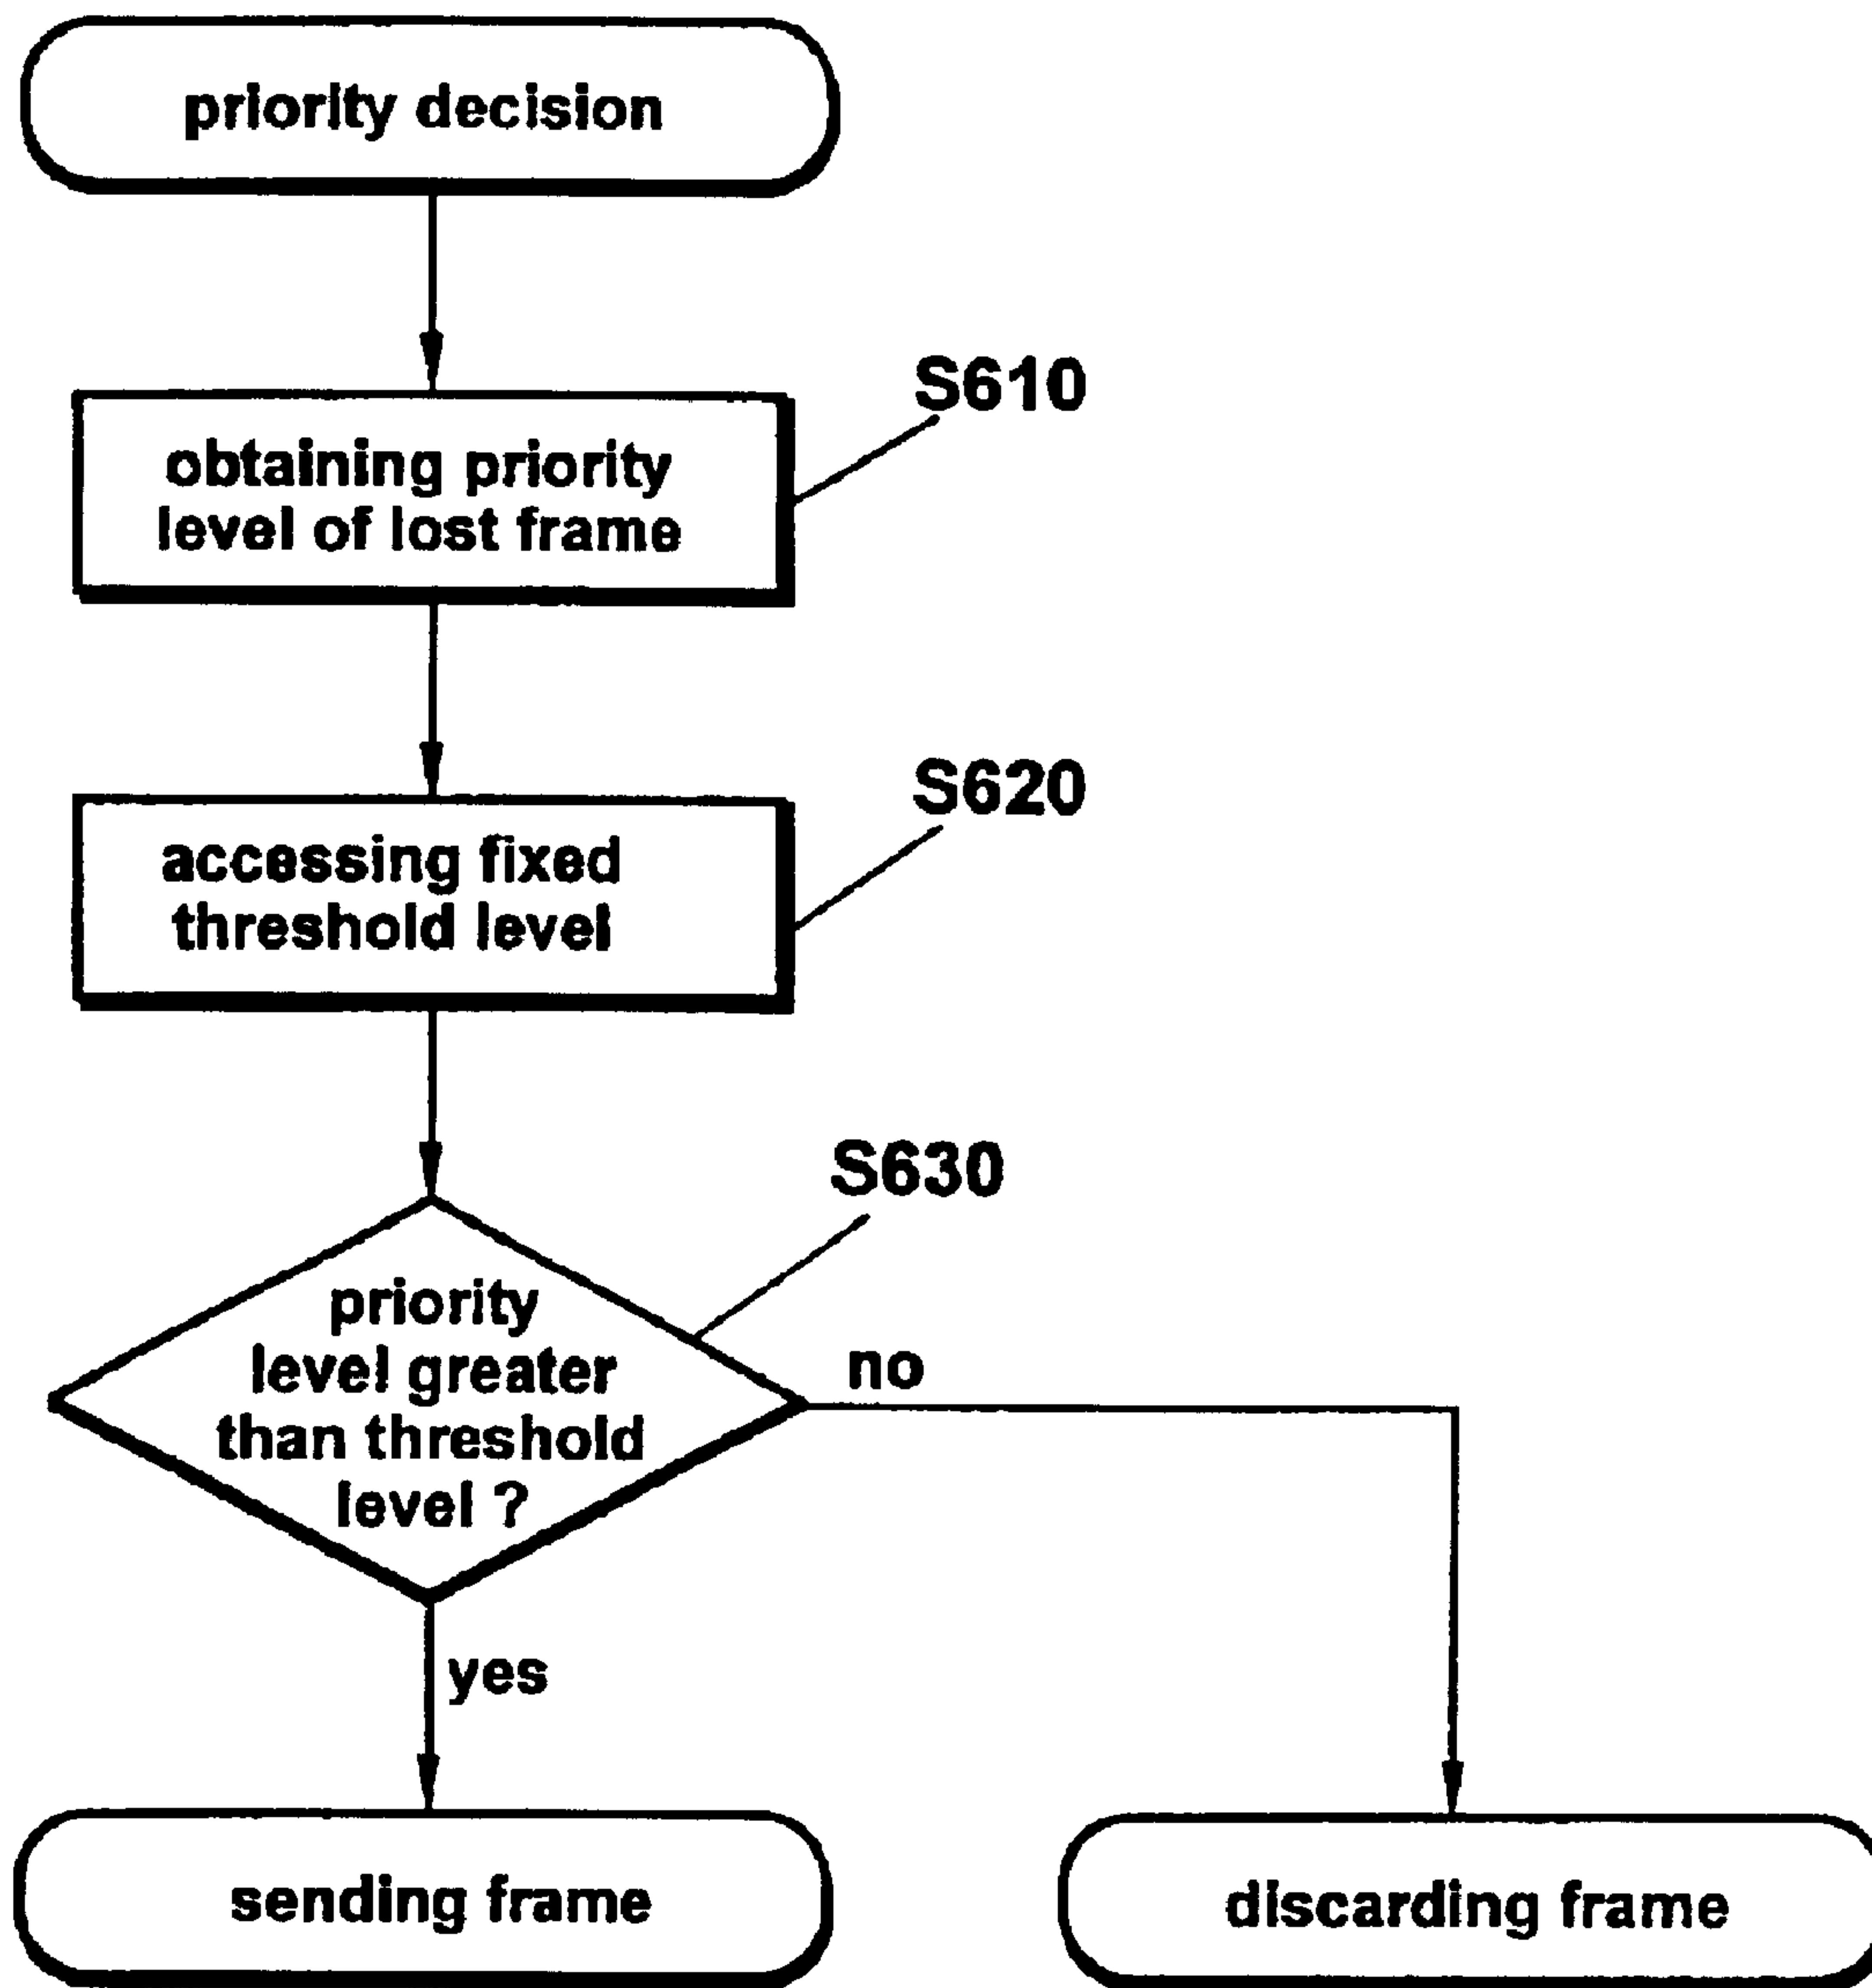 priority decision
S610
obtaining priority
level of lost frame
S620
accessing fixed
threshold level
S630
priority
level greater
than threshold
level ?
no
yes
sending frame
discarding frame